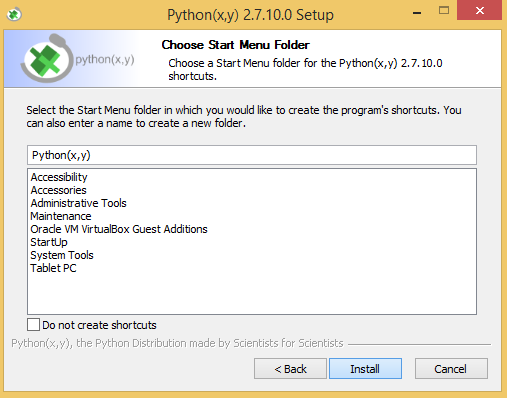 Python(x,y) 2.7.10.0 Setup
python(x,y)
Choose Start Menu Folder
Choose a Start Menu folder for the Python(x,y) 2.7.10.0
shortcuts.
Select the Start Menu folder in which you would like to create the program's shortcuts. You
can also enter a name to create a new folder.
Python(x,y)
Accessibility
Accessories
Administrative Tools
Maintenance
Oracle VM VirtualBox Guest Additions
StartUp
System Tools
Tablet PC
Do not create shortcuts
Python(x,y), the Python Distribution made by Scientists for Scientists
< Back
Install
Cancel